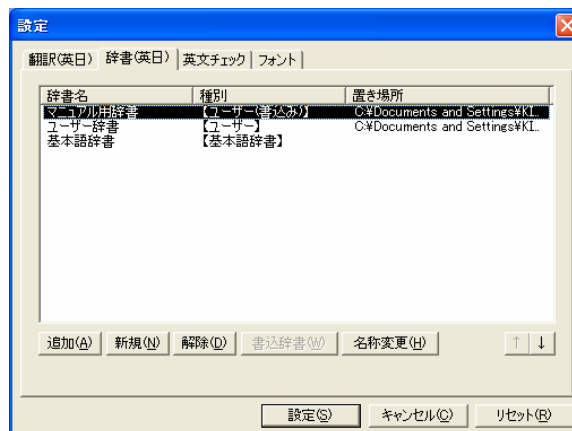 設定
翻訳(英日) 辞書(英日) 英文チェック フォント
辞書名 種別 置き場所
マニュアル用辞書 【ユーザー(書込み)】 C:¥Documents and Settings¥KI...
ユーザー辞書 【ユーザー】 C:¥Documents and Settings¥KI...
基本語辞書 【基本語辞書】
追加(A) 新規(N) 解除(D) 書込辞書(W) 名称変更(H) ↑ ↓
設定(S) キャンセル(C) リセット(R)